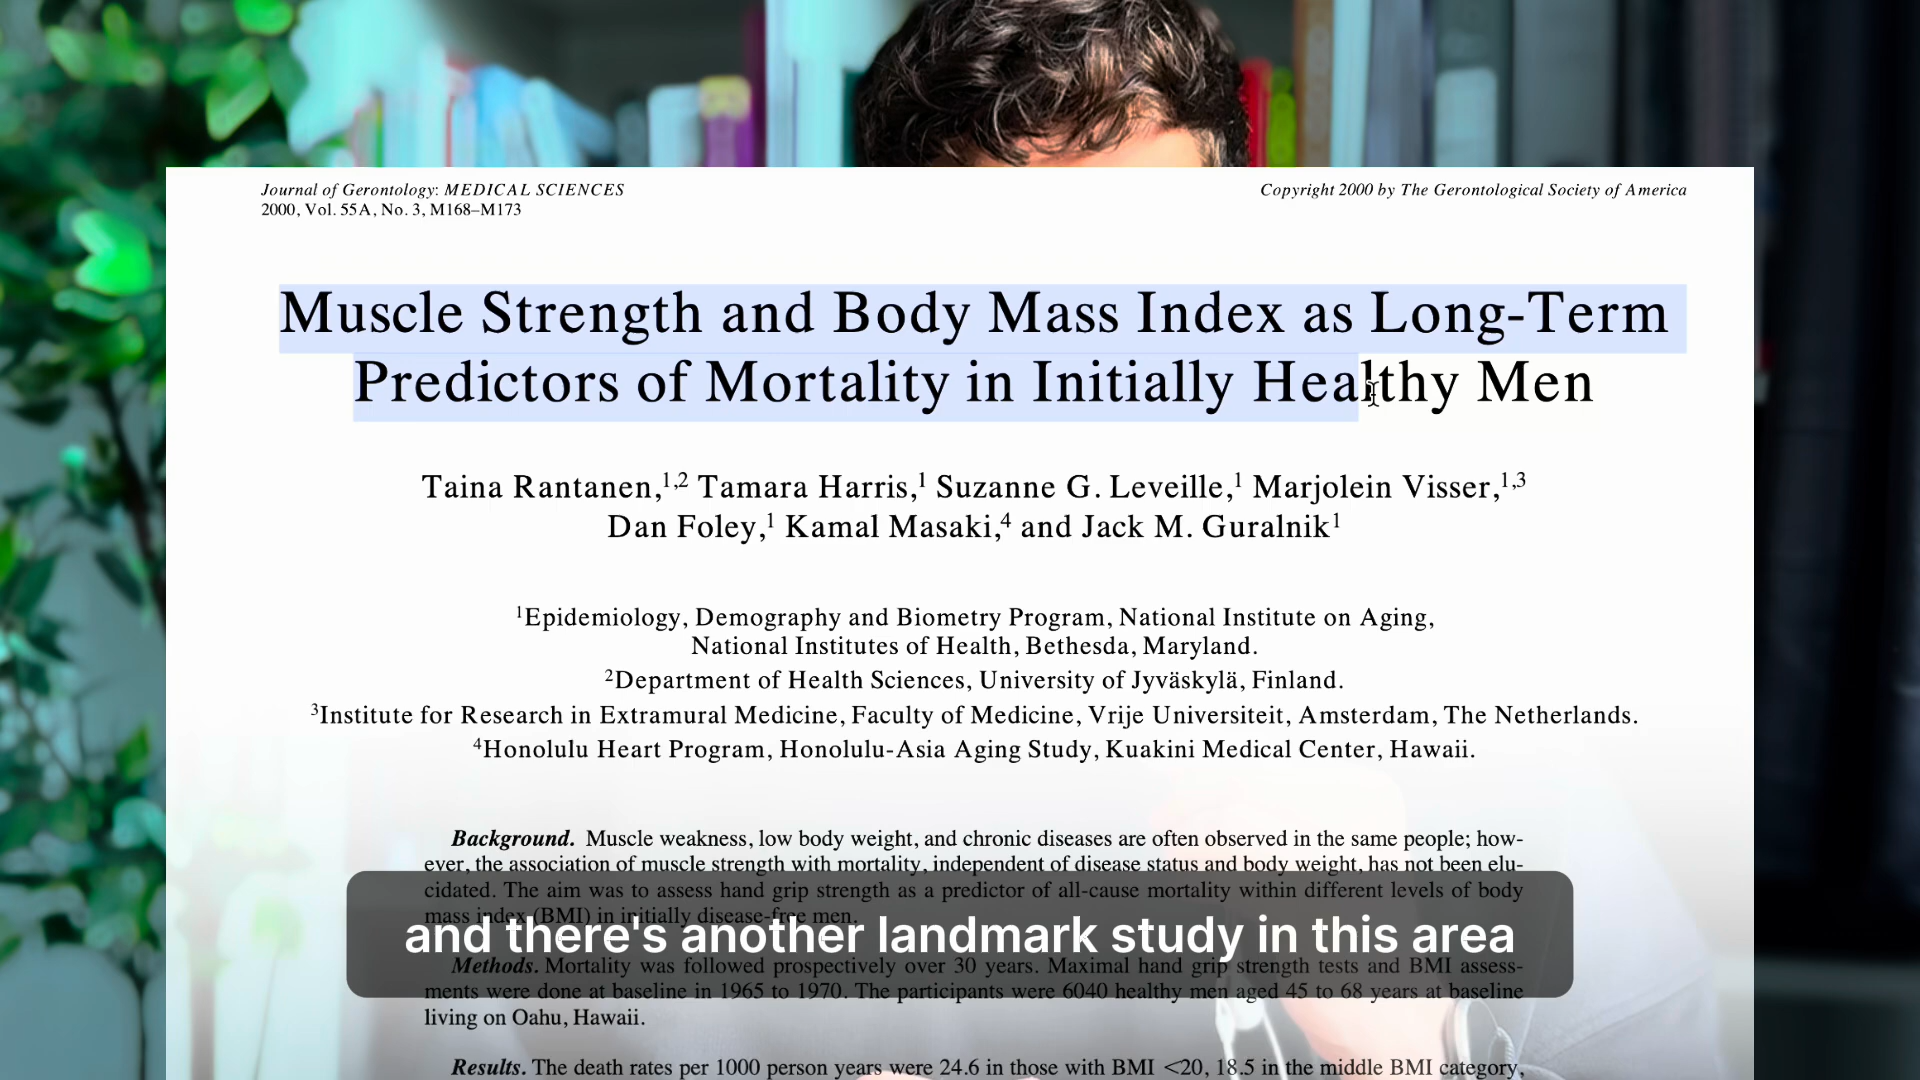 Journal of Gerontology: MEDICAL SCIENCES
2000, Vol. 55A, No. 3, M168–M173
Copyright 2000 by The Gerontological Society of America
Muscle Strength and Body Mass Index as Long-Term
Predictors of Mortality in Initially Healthy Men
Taina Rantanen,1,2 Tamara Harris,1 Suzanne G. Leveille,1 Marjolein Visser,1,3
Dan Foley,1 Kamal Masaki,4 and Jack M. Guralnik1
1Epidemiology, Demography and Biometry Program, National Institute on Aging,
National Institutes of Health, Bethesda, Maryland.
2Department of Health Sciences, University of Jyväskylä, Finland.
3Institute for Research in Extramural Medicine, Faculty of Medicine, Vrije Universiteit, Amsterdam, The Netherlands.
4Honolulu Heart Program, Honolulu-Asia Aging Study, Kuakini Medical Center, Hawaii.
Background. Muscle weakness, low body weight, and chronic diseases are often observed in the same people; how-
ever, the association of muscle strength with mortality, independent of disease status and body weight, has not been elu-
cidated. The aim was to assess hand grip strength as a predictor of all-cause mortality within different levels of body
mass index (BMI) in initially disease-free men.
and there's another landmark study in this area
Methods. Mortality was followed prospectively over 30 years. Maximal hand grip strength tests and BMI assess-
ments were done at baseline in 1965 to 1970. The participants were 6040 healthy men aged 45 to 68 years at baseline
living on Oahu, Hawaii.
Results. The death rates per 1000 person years were 24.6 in those with BMI <20, 18.5 in the middle BMI category,